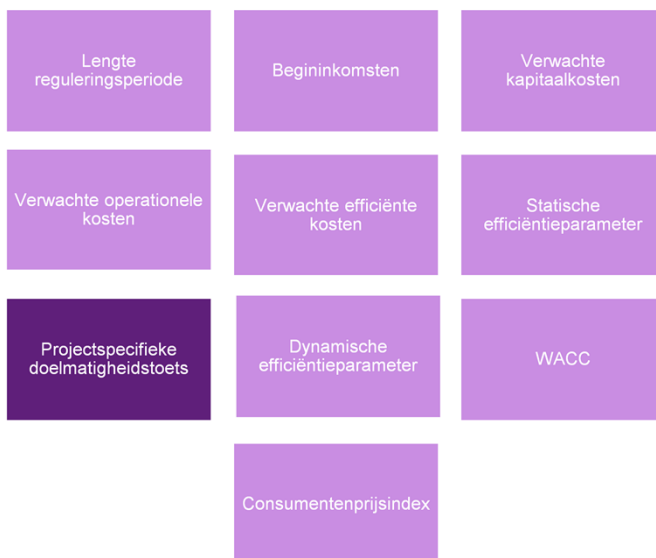 Lengte
reguleringsperiode
Begininkomsten
Verwachte
kapitaalkosten
Verwachte operationele
kosten
Verwachte efficiënte
kosten
Statische
efficiëntieparameter
Projectspecifieke
doelmatigheidstoets
Dynamische
efficiëntieparameter
WACC
Consumentenprijsindex